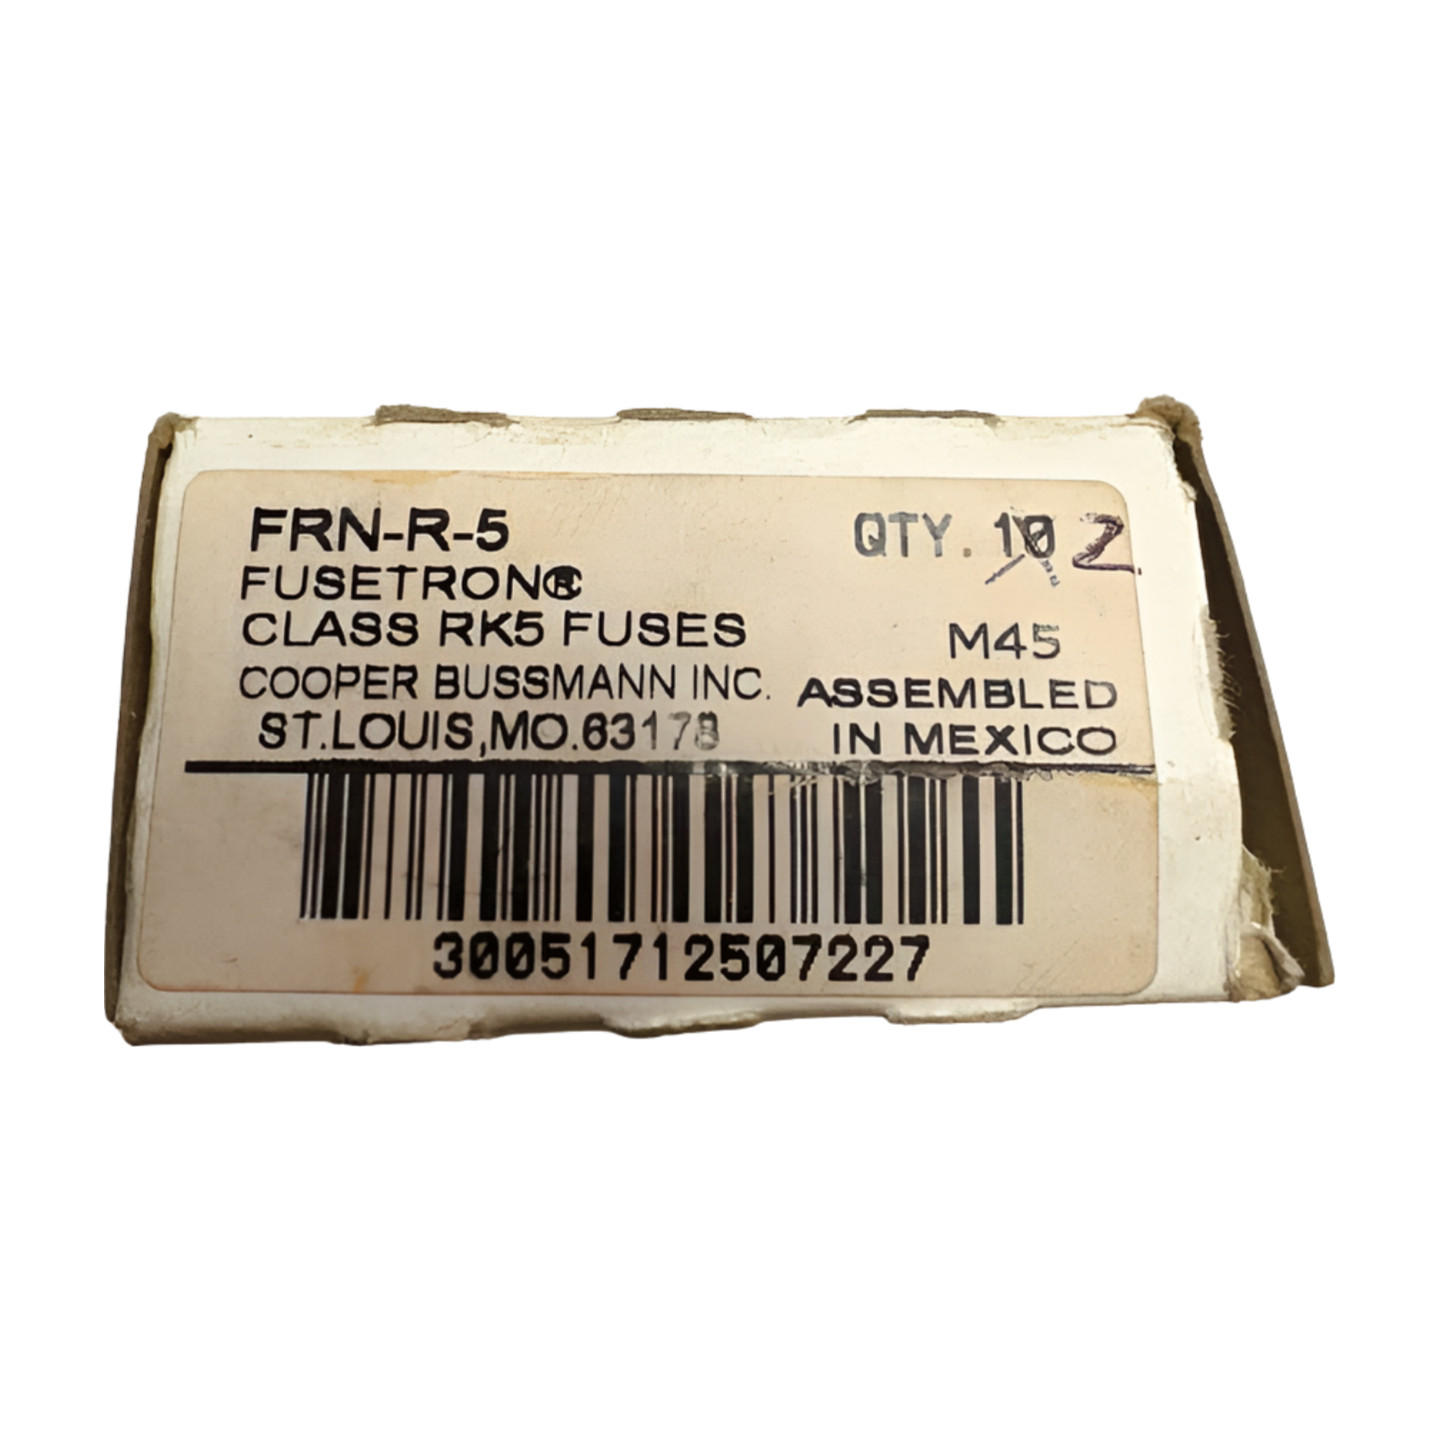 FRN-R-5
QTY. 10 2
FUSETRON®
CLASS RK5 FUSES
M45
COOPER BUSSMANN INC.
ASSEMBLED
ST.LOUIS,MO.63178
IN MEXICO
30051712507227